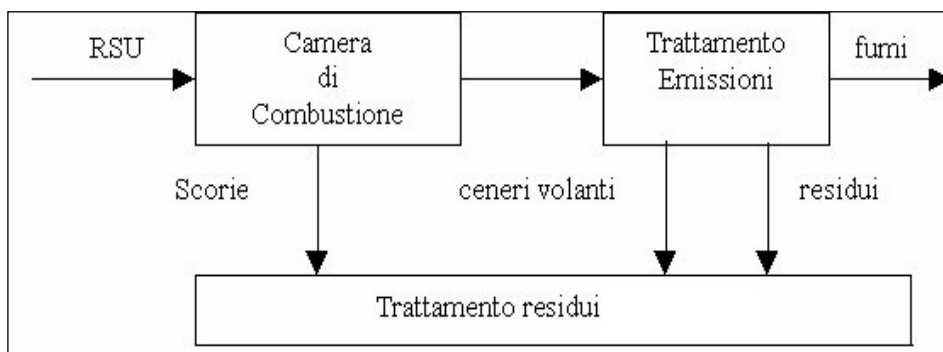 RSU
Camera
di
Combustione
Trattamento
Emissioni
fumi
Scorie
ceneri volanti
residui
Trattamento residui